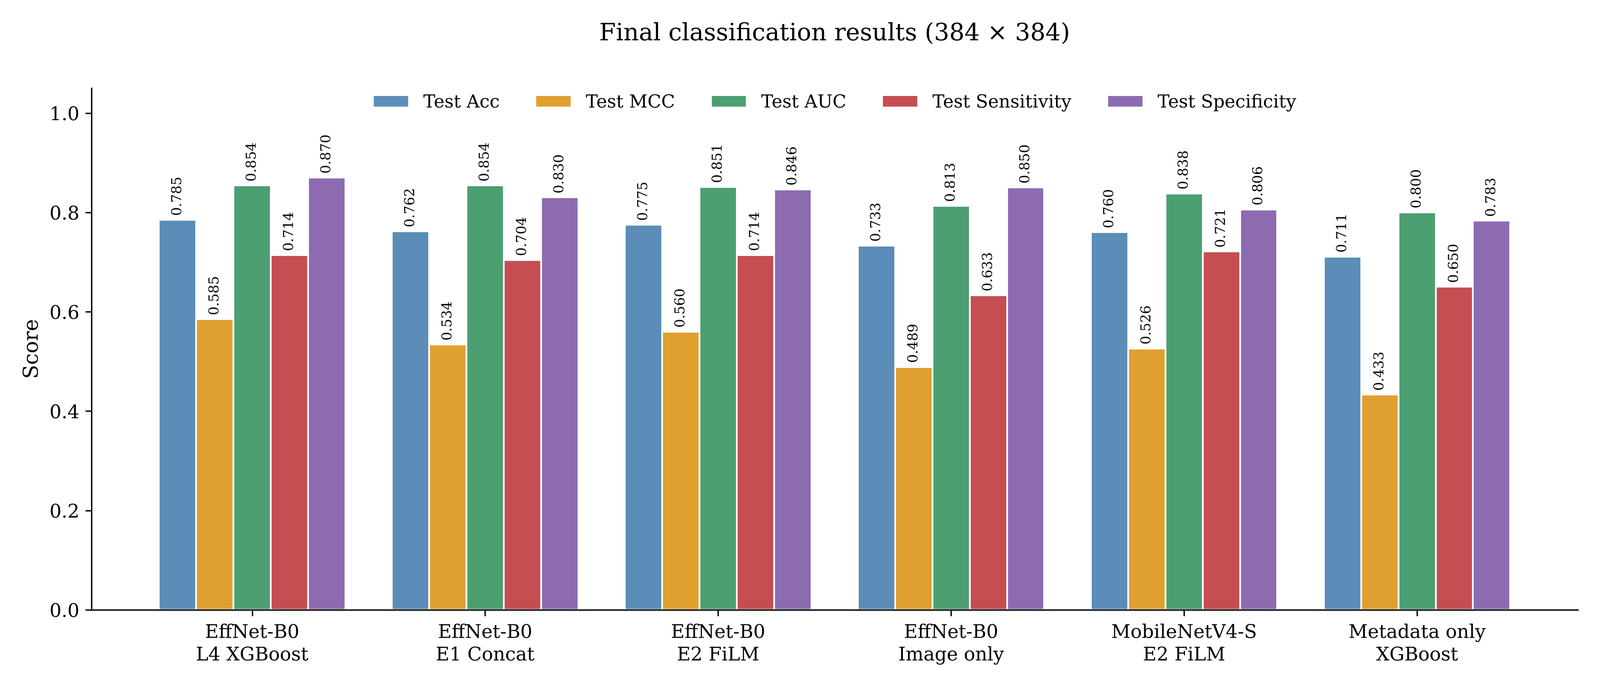 Final classification results (384 × 384)
Test Acc
Test MCC
Test AUC
Test Sensitivity
Test Specificity
Score
1.0
0.8
0.6
0.4
0.2
0.0
0.785
0.585
0.854
0.714
0.870
0.762
0.534
0.854
0.704
0.830
0.775
0.560
0.851
0.714
0.846
0.733
0.489
0.813
0.633
0.850
0.760
0.526
0.838
0.721
0.806
0.711
0.433
0.800
0.650
0.783
EffNet-B0
L4 XGBoost
EffNet-B0
E1 Concat
EffNet-B0
E2 FiLM
EffNet-B0
Image only
MobileNetV4-S
E2 FiLM
Metadata only
XGBoost